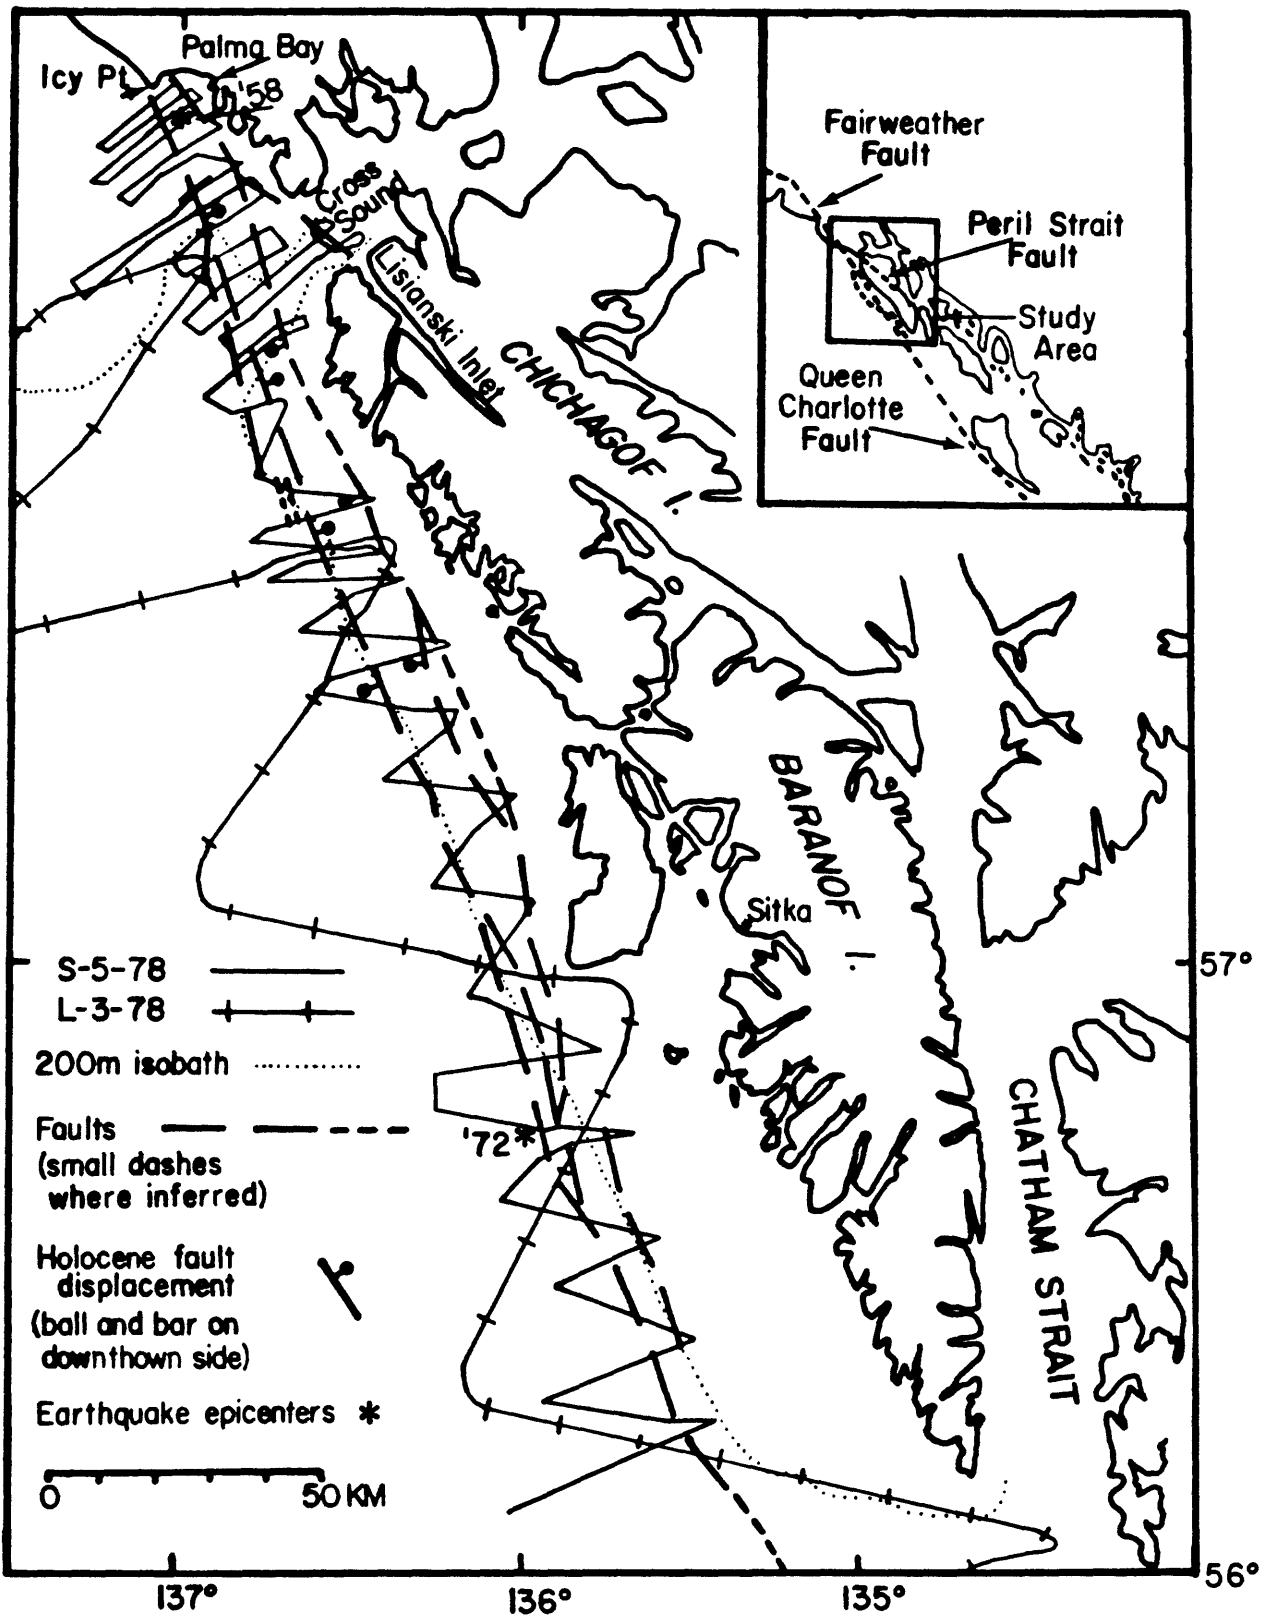 Palma Bay
Icy Pt.
'58
Cross
Sound
Lisianski Inlet
CHICHAGOF I.
Fairweather
Fault
Peril Strait
Fault
Study
Area
Queen
Charlotte
Fault
BARANOF I.
Sitka
CHATHAM STRAIT
S-5-78
L-3-78
200m isobath
Faults
(small dashes
where inferred)
'72*
Holocene fault
displacement
(ball and bar on
downthown side)
Earthquake epicenters *
0 50 KM
57°
56°
137° 136° 135°